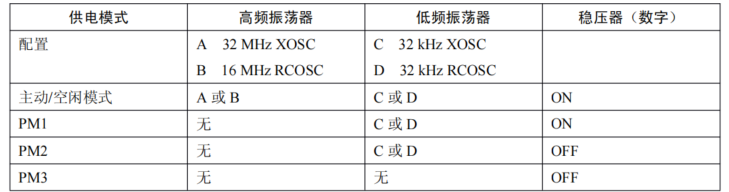 供电模式 高频振荡器 低频振荡器 稳压器（数字）
配置 A 32 MHz XOSC C 32 kHz XOSC
B 16 MHz RCOSC D 32 kHz RCOSC
主动/空闲模式 A 或 B C 或 D ON
PM1 无 C 或 D ON
PM2 无 C 或 D OFF
PM3 无 无 OFF